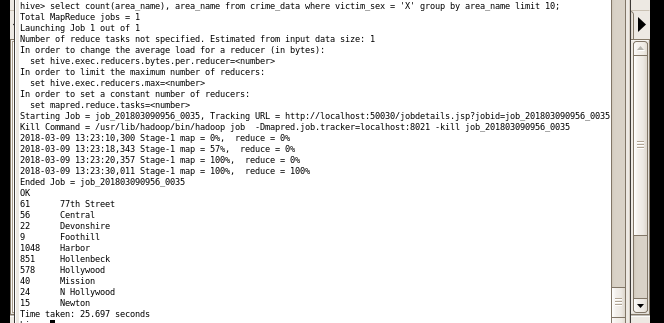 hive> select count(area_name), area_name from crime_data where victim_sex = 'X' group by area_name limit 10;
Total MapReduce jobs = 1
Launching Job 1 out of 1
Number of reduce tasks not specified. Estimated from input data size: 1
In order to change the average load for a reducer (in bytes):
  set hive.exec.reducers.bytes.per.reducer=<number>
In order to limit the maximum number of reducers:
  set hive.exec.reducers.max=<number>
In order to set a constant number of reducers:
  set mapred.reduce.tasks=<number>
Starting Job = job_201803090956_0035, Tracking URL = http://localhost:50030/jobdetails.jsp?jobid=job_201803090956_0035
Kill Command = /usr/lib/hadoop/bin/hadoop job  -Dmapred.job.tracker=localhost:8021 -kill job_201803090956_0035
2018-03-09 13:23:10,300 Stage-1 map = 0%,  reduce = 0%
2018-03-09 13:23:18,343 Stage-1 map = 57%,  reduce = 0%
2018-03-09 13:23:20,357 Stage-1 map = 100%,  reduce = 0%
2018-03-09 13:23:30,011 Stage-1 map = 100%,  reduce = 100%
Ended Job = job_201803090956_0035
OK
61	77th Street
56	Central
22	Devonshire
9	Foothill
1048	Harbor
851	Hollenbeck
578	Hollywood
40	Mission
24	N Hollywood
15	Newton
Time taken: 25.697 seconds